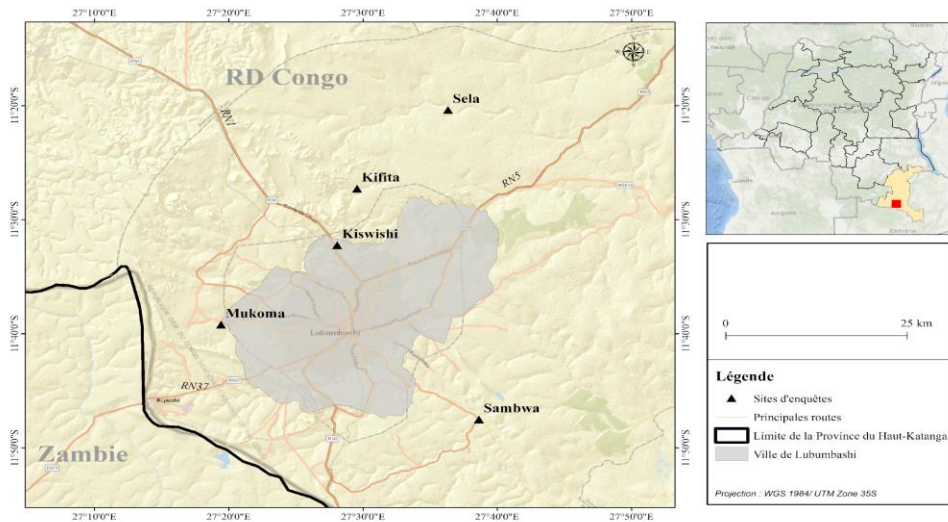 27°10'0"E 27°20'0"E 27°30'0"E 27°40'0"E 27°50'0"E
RD Congo
RN1
Sela
11°20'0"S 11°20'0"S
Kifita
RN5
11°30'0"S 11°30'0"S
Kiswishi
Mukoma
11°40'0"S 11°40'0"S
Lubumbashi
RN37
Kipushi
Sambwa
Zambie
11°50'0"S 11°50'0"S
27°10'0"E 27°20'0"E 27°30'0"E 27°40'0"E 27°50'0"E
Luanda
Angola
Zambia
0 25 km
Légende
Sites d'enquêtes
Principales routes
Limite de la Province du Haut-Katanga
Ville de Lubumbashi
Projection : WGS 1984/ UTM Zone 35S